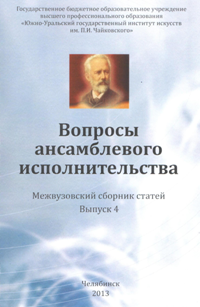 Государственное бюджетное образовательное учреждение
высшего профессионального образования
«Южно-Уральский государственный институт искусств
им. П.И. Чайковского»
Вопросы
ансамблевого
исполнительства
Межвузовский сборник статей
Выпуск 4
Челябинск
2013